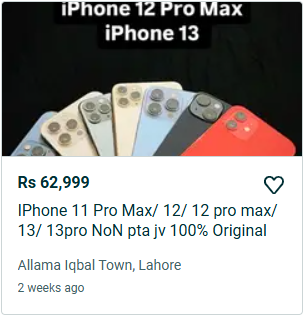 iPhone 12 Pro Max
iPhone 13
Rs 62,999
IPhone 11 Pro Max/ 12/ 12 pro max/
13/ 13pro NoN pta jv 100% Original
Allama Iqbal Town, Lahore
2 weeks ago